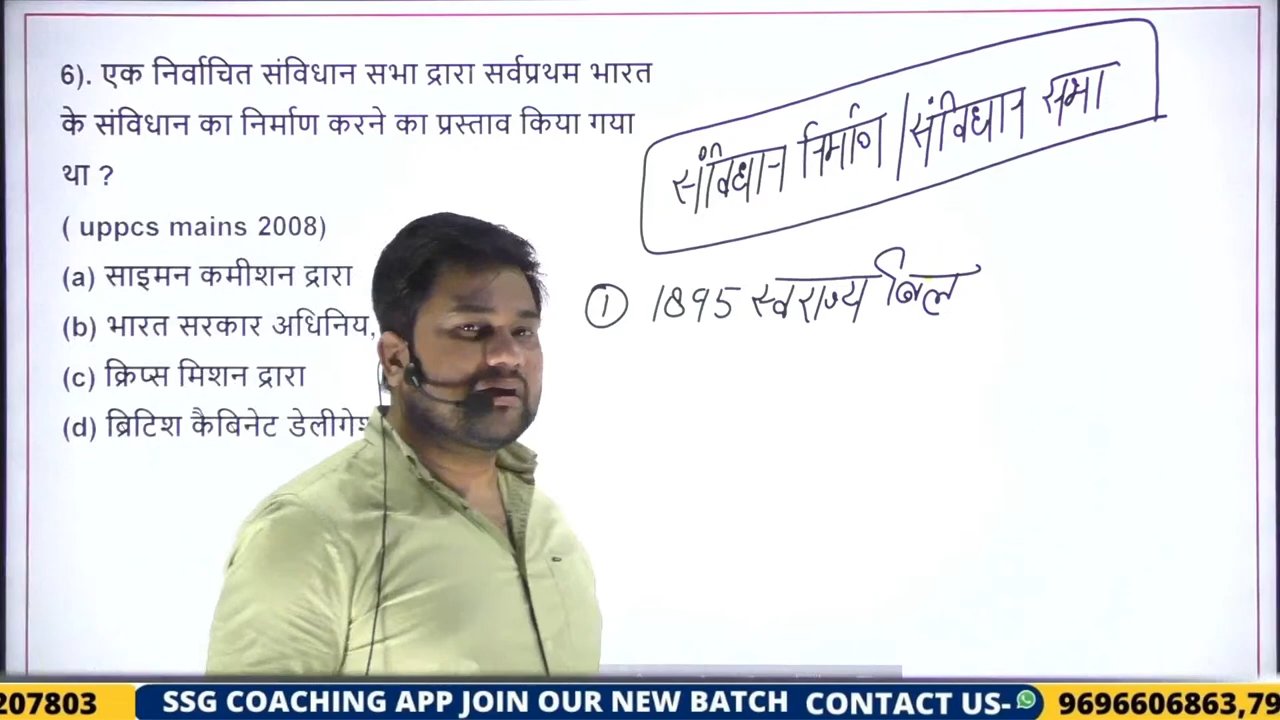 6). एक निर्वाचित संविधान सभा द्रारा सर्वप्रथम भारत
के संविधान का निर्माण करने का प्रस्ताव किया गया
था ?
( uppcs mains 2008)
(a) साइमन कमीशन द्रारा
(b) भारत सरकार अधिनिय,
(c) क्रिप्स मिशन द्रारा
(d) ब्रिटिश कैबिनेट
संविधान निर्माण / संविधान सभा
① 1895 स्वराज्य बिल
207803 SSG COACHING APP JOIN OUR NEW BATCH CONTACT US- 9696606863,79